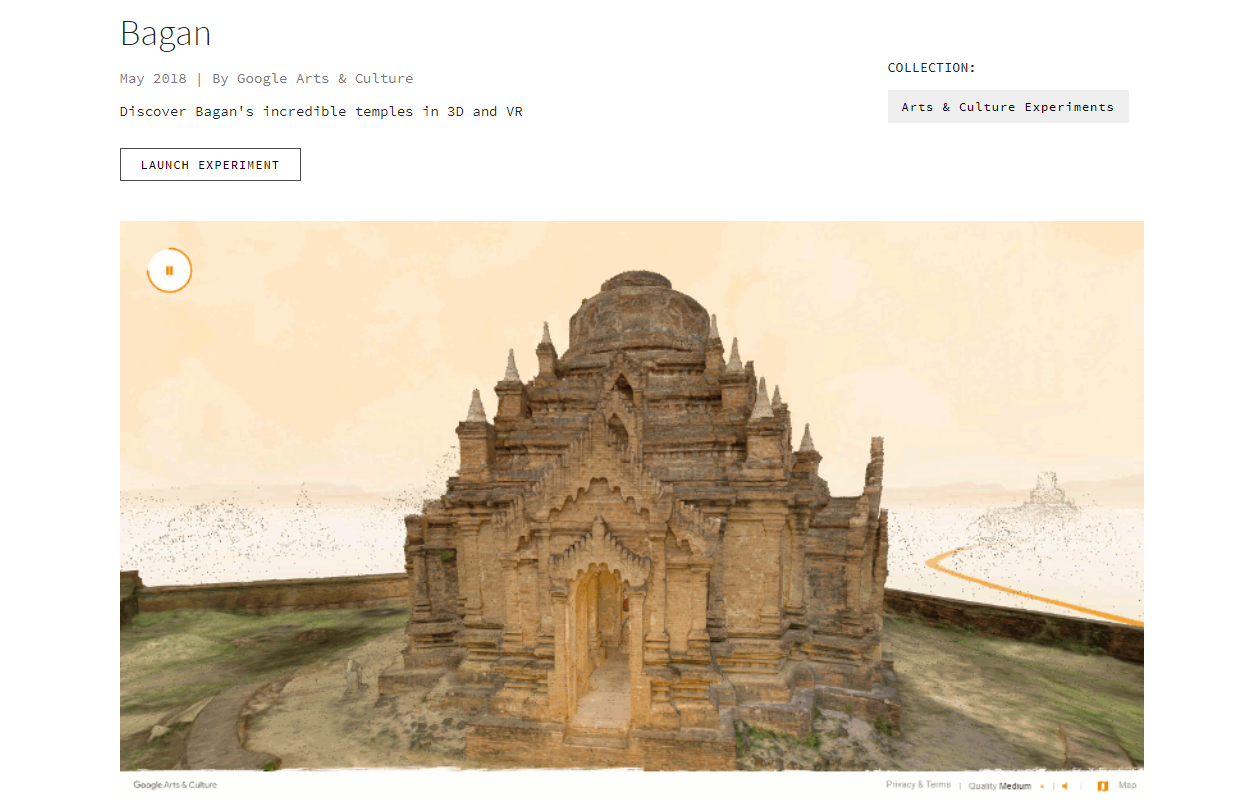 Bagan
May 2018 | By Google Arts & Culture
Discover Bagan's incredible temples in 3D and VR
LAUNCH EXPERIMENT
COLLECTION:
Arts & Culture Experiments
Google Arts & Culture
Privacy & Terms | Quality Medium | | Map